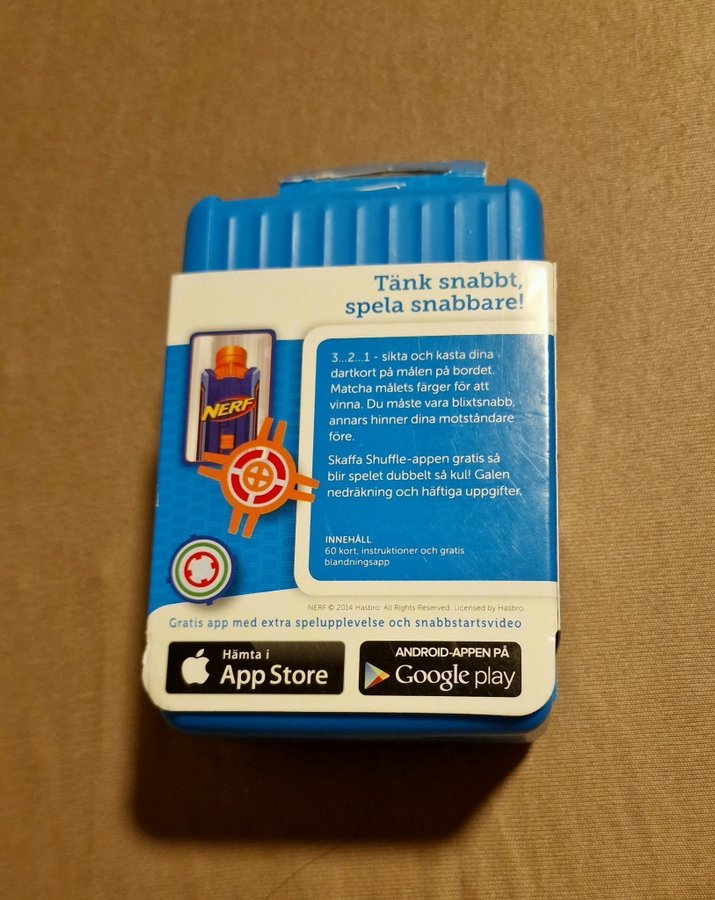 Tänk snabbt,
spela snabbare!
NERF
3...2...1 - sikta och kasta dina
dartkort på målen på bordet.
Matcha målets färger för att
vinna. Du måste vara blixtsnabb,
annars hinner dina motståndare
före.
Skaffa Shuffle-appen gratis så
blir spelet dubbelt så kul! Galen
nedräkning och häftiga uppgifter.
INNEHÅLL
60 kort, instruktioner och gratis
blandningsapp
NERF © 2014 Hasbro. All Rights Reserved. Licensed by Hasbro.
Gratis app med extra spelupplevelse och snabbstartsvideo
Hämta i
App Store
ANDROID-APPEN PÅ
Google play